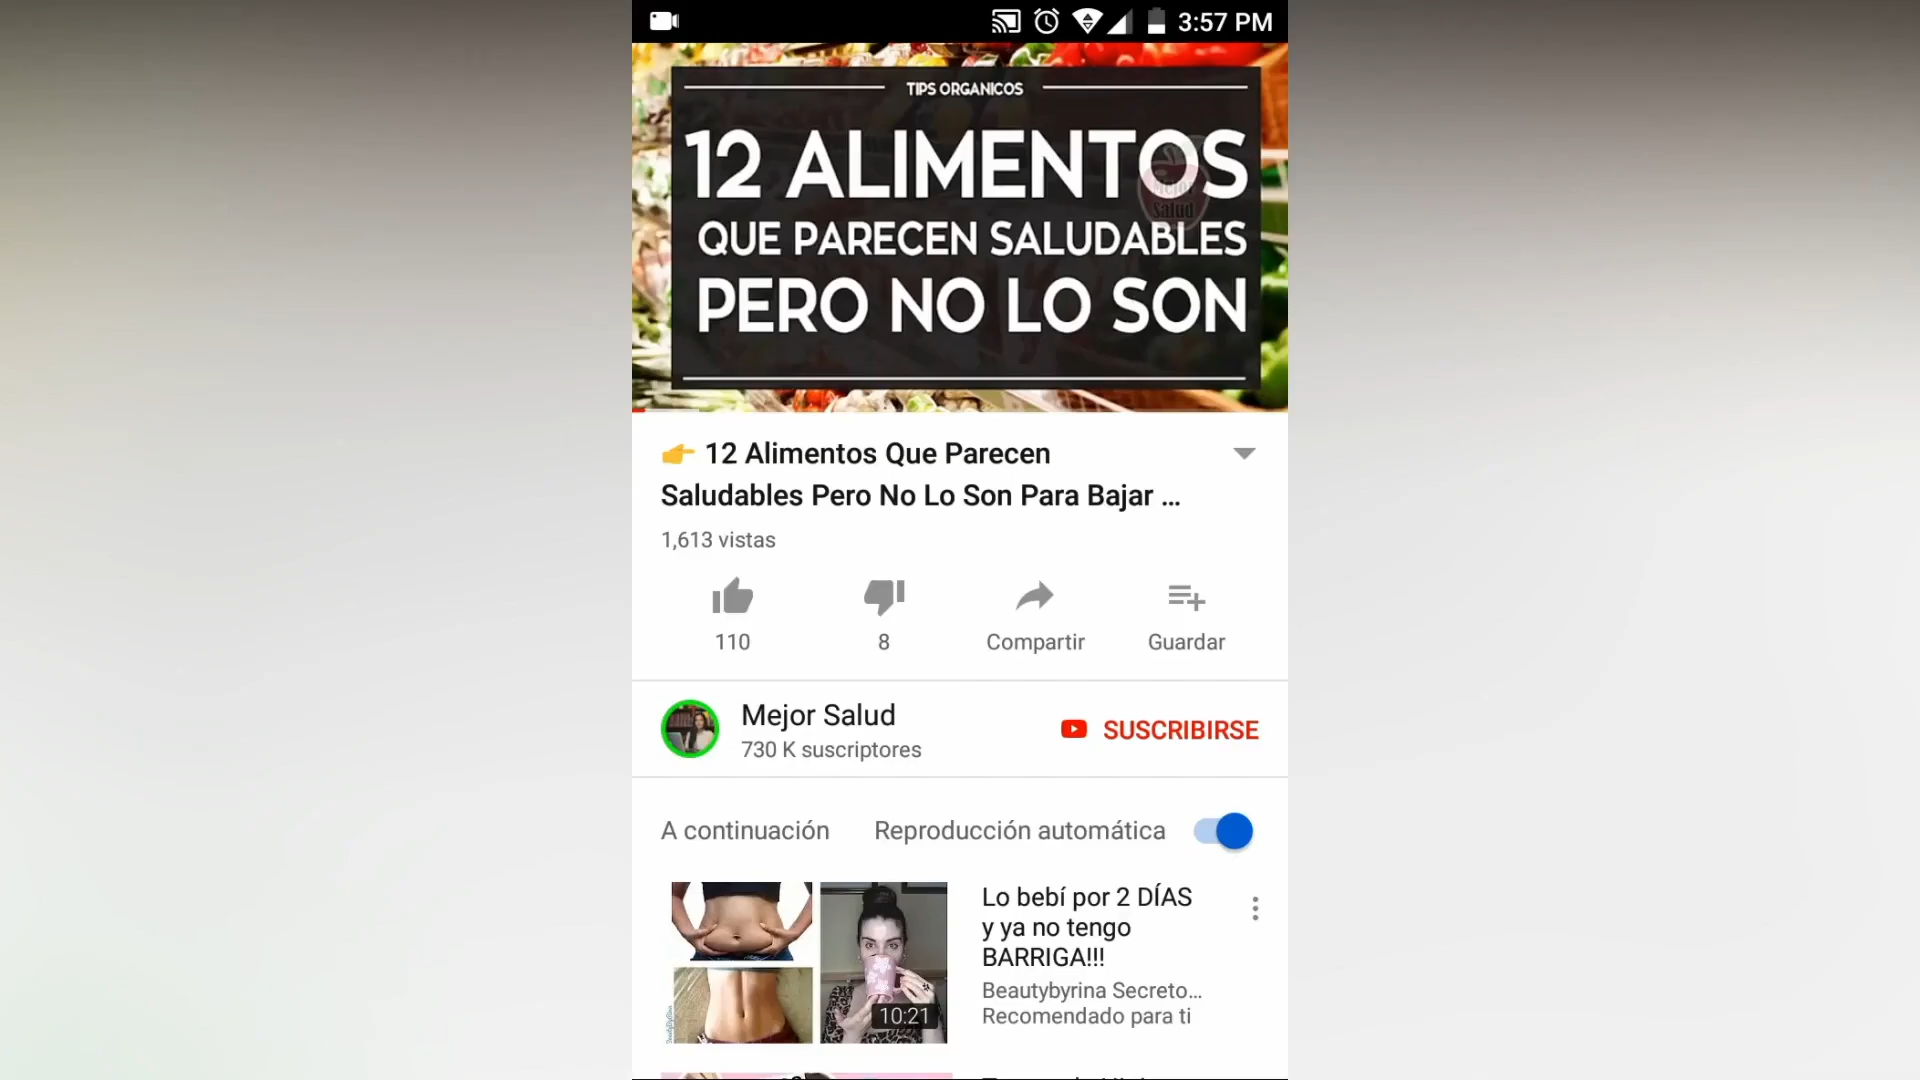 3:57 PM
TIPS ORGANICOS
12 ALIMENTOS
QUE PARECEN SALUDABLES
PERO NO LO SON
Mejor
Salud
👉 12 Alimentos Que Parecen
Saludables Pero No Lo Son Para Bajar ...
1,613 vistas
110
8
Compartir
Guardar
Mejor Salud
730 K suscriptores
SUSCRIBIRSE
A continuación
Reproducción automática
Lo bebí por 2 DÍAS
y ya no tengo
BARRIGA!!!
Beautybyrina Secreto...
Recomendado para ti
10:21